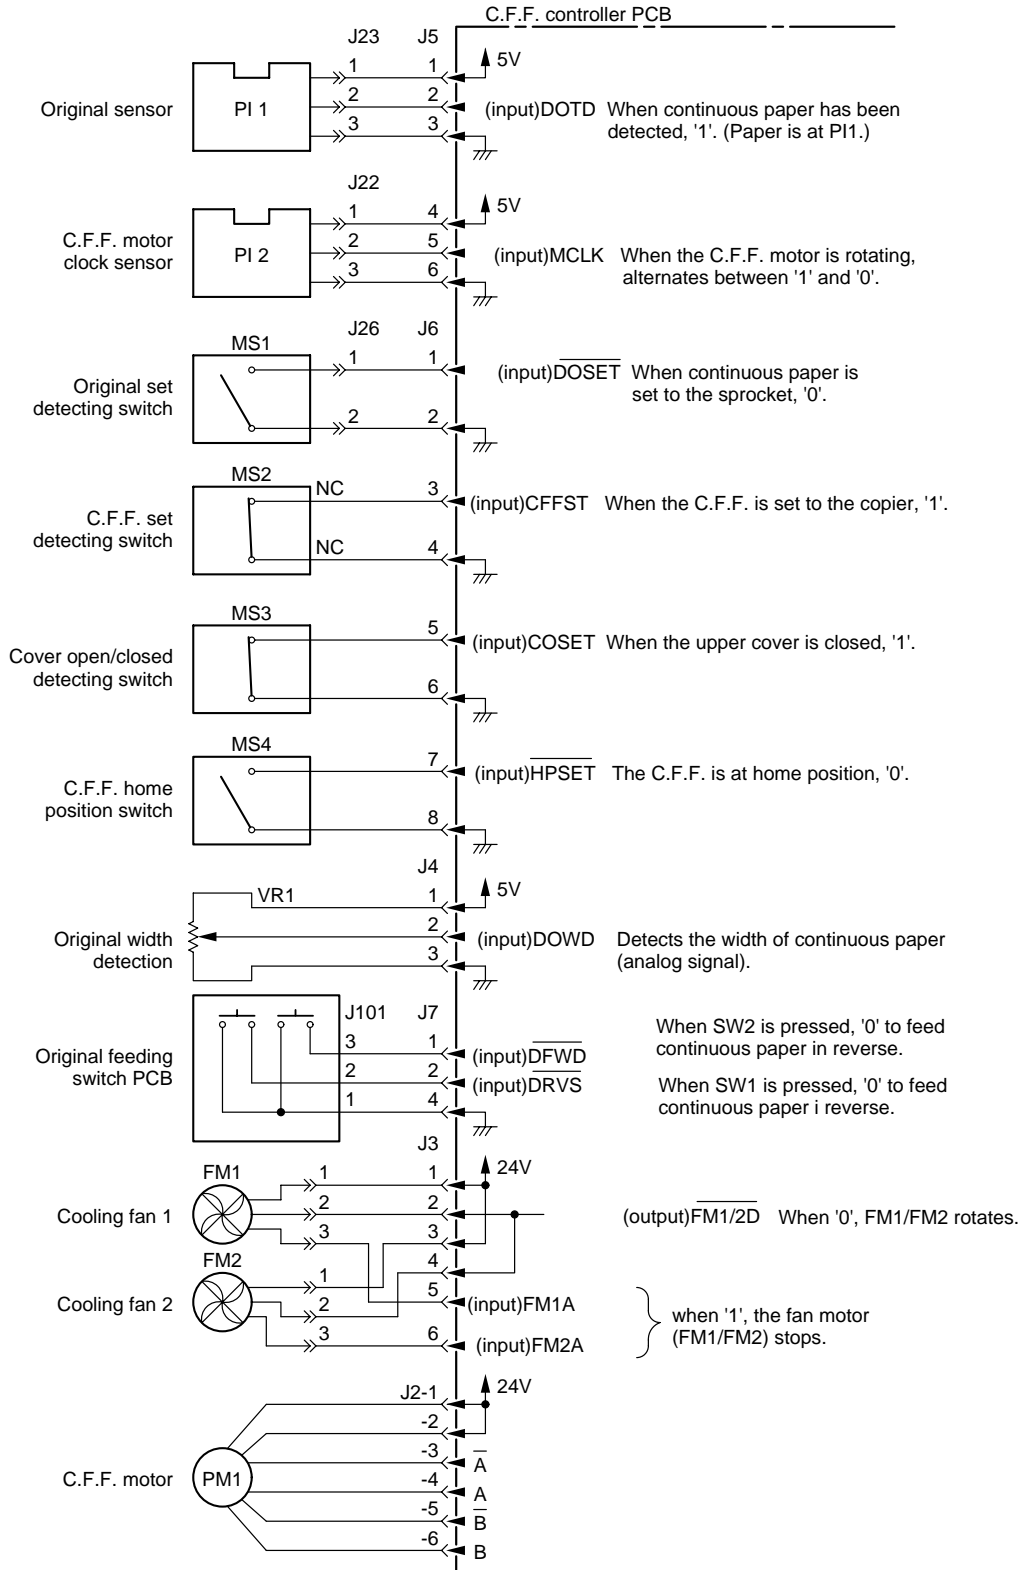 C.F.F. controller PCB
J23 J5
Original sensor
PI 1
1 1 5V
2 2 (input)DOTD When continuous paper has been
3 3 detected, '1'. (Paper is at PI1.)
J22
C.F.F. motor
clock sensor
PI 2
1 4 5V
2 5 (input)MCLK When the C.F.F. motor is rotating,
3 6 alternates between '1' and '0'.
J26 J6
MS1
Original set
detecting switch
1 1 (input)DOSET When continuous paper is
set to the sprocket, '0'.
2 2
MS2
C.F.F. set
detecting switch
NC 3 (input)CFFST When the C.F.F. is set to the copier, '1'.
NC 4
MS3
Cover open/closed
detecting switch
5 (input)COSET When the upper cover is closed, '1'.
6
MS4
C.F.F. home
position switch
7 (input)HPSET The C.F.F. is at home position, '0'.
8
J4
VR1 1 5V
Original width
detection
2 (input)DOWD Detects the width of continuous paper
(analog signal).
3
J101 J7
Original feeding
switch PCB
3 1 (input)DFWD When SW2 is pressed, '0' to feed
continuous paper in reverse.
2 2 (input)DRVS When SW1 is pressed, '0' to feed
continuous paper i reverse.
1 4
J3
FM1
Cooling fan 1
1 1 24V
2 2 (output)FM1/2D When '0', FM1/FM2 rotates.
3 3
FM2
Cooling fan 2
1 4
2 5 (input)FM1A
3 6 (input)FM2A
when '1', the fan motor
(FM1/FM2) stops.
C.F.F. motor
PM1
J2-1 24V
-2
-3 A
-4 A
-5 B
-6 B